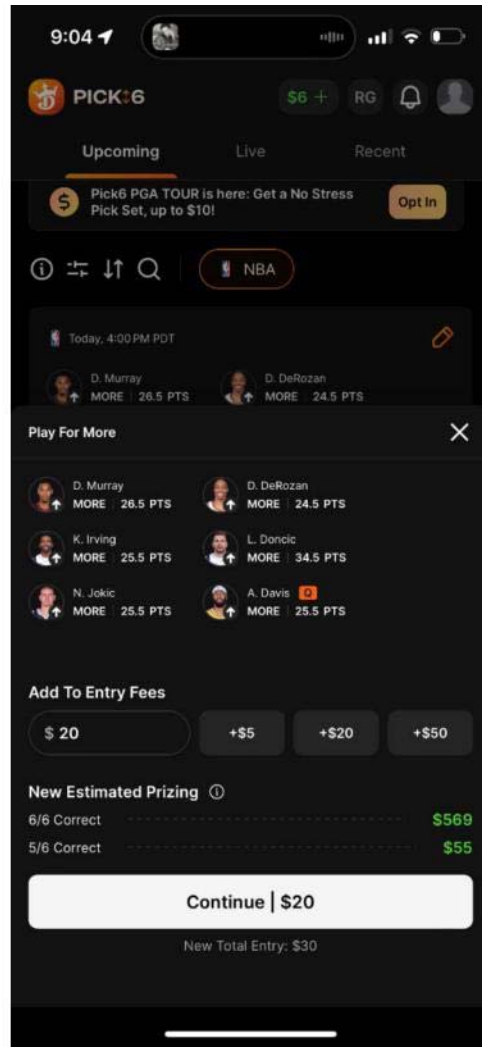 9:04
PICK6
$6 + RG
Upcoming Live Recent
Pick6 PGA TOUR is here: Get a No Stress
Pick Set, up to $10!
Opt In
NBA
Today, 4:00 PM PDT
D. Murray D. DeRozan
MORE 26.5 PTS MORE 24.5 PTS
Play For More
D. Murray D. DeRozan
MORE 26.5 PTS MORE 24.5 PTS
K. Irving L. Doncic
MORE 25.5 PTS MORE 34.5 PTS
N. Jokic A. Davis Q
MORE 25.5 PTS MORE 25.5 PTS
Add To Entry Fees
$ 20 +$5 +$20 +$50
New Estimated Prizing
6/6 Correct $569
5/6 Correct $55
Continue | $20
New Total Entry: $30